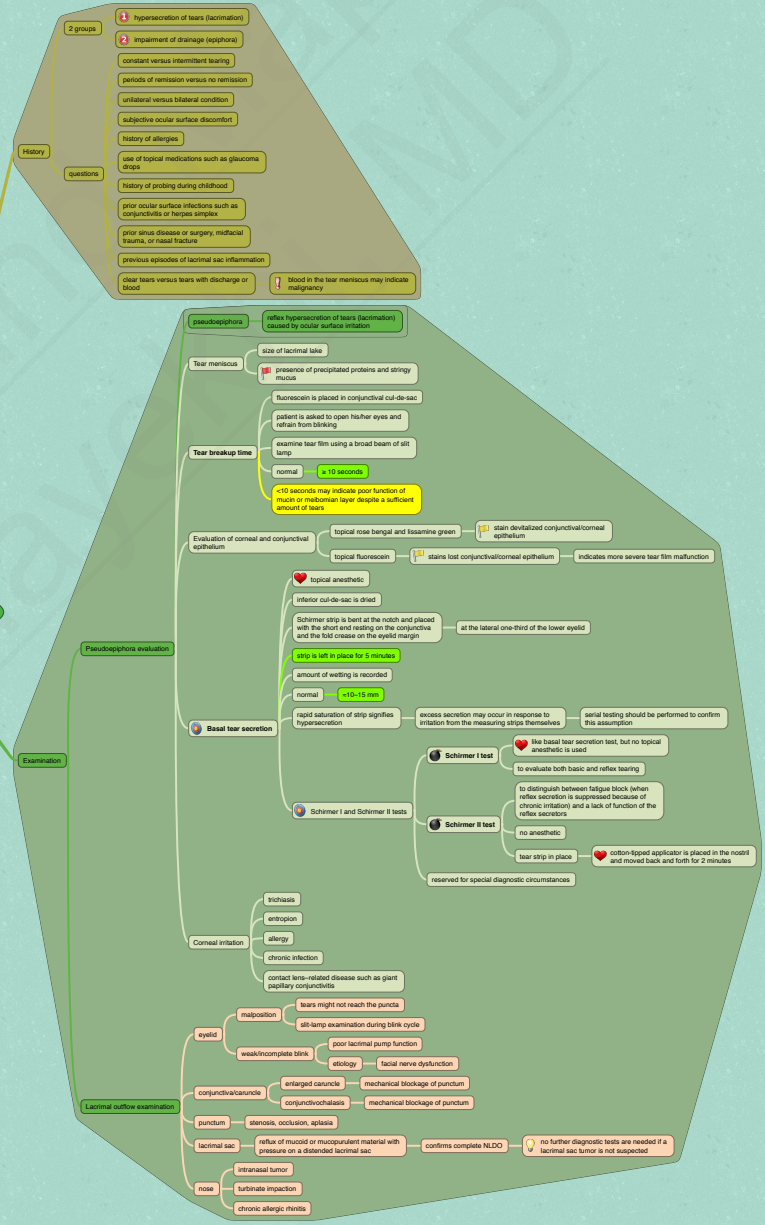 History
2 groups
1 hypersecretion of tears (lacrimation)
2 impairment of drainage (epiphora)
questions
constant versus intermittent tearing
periods of remission versus no remission
unilateral versus bilateral condition
subjective ocular surface discomfort
history of allergies
use of topical medications such as glaucoma
drops
history of probing during childhood
prior ocular surface infections such as
conjunctivitis or herpes simplex
prior sinus disease or surgery, midfacial
trauma, or nasal fracture
previous episodes of lacrimal sac inflammation
clear tears versus tears with discharge or
blood
blood in the tear meniscus may indicate
malignancy
Examination
Pseudoepiphora evaluation
pseudoepiphora
reflex hypersecretion of tears (lacrimation)
caused by ocular surface irritation
Tear meniscus
size of lacrimal lake
presence of precipitated proteins and stringy
mucus
Tear breakup time
fluorescein is placed in conjunctival cul-de-sac
patient is asked to open his/her eyes and
refrain from blinking
examine tear film using a broad beam of slit
lamp
normal
≥ 10 seconds
<10 seconds may indicate poor function of
mucin or meibomian layer despite a sufficient
amount of tears
Evaluation of corneal and conjunctival
epithelium
topical rose bengal and lissamine green
stain devitalized conjunctival/corneal
epithelium
topical fluorescein
stains lost conjunctival/corneal epithelium
indicates more severe tear film malfunction
Basal tear secretion
topical anesthetic
inferior cul-de-sac is dried
Schirmer strip is bent at the notch and placed
with the short end resting on the conjunctiva
and the fold crease on the eyelid margin
at the lateral one-third of the lower eyelid
strip is left in place for 5 minutes
amount of wetting is recorded
normal
<10–15 mm
rapid saturation of strip signifies
hypersecretion
excess secretion may occur in response to
irritation from the measuring strips themselves
serial testing should be performed to confirm
this assumption
Schirmer I and Schirmer II tests
Schirmer I test
like basal tear secretion test, but no topical
anesthetic is used
to evaluate both basic and reflex tearing
Schirmer II test
to distinguish between fatigue block (when
reflex secretion is suppressed because of
chronic irritation) and a lack of function of the
reflex secretors
no anesthetic
tear strip in place
cotton-tipped applicator is placed in the nostril
and moved back and forth for 2 minutes
reserved for special diagnostic circumstances
Corneal irritation
trichiasis
entropion
allergy
chronic infection
contact lens–related disease such as giant
papillary conjunctivitis
Lacrimal outflow examination
eyelid
malposition
tears might not reach the puncta
slit-lamp examination during blink cycle
weak/incomplete blink
poor lacrimal pump function
etiology
facial nerve dysfunction
conjunctiva/caruncle
enlarged caruncle
mechanical blockage of punctum
conjunctivochalasis
mechanical blockage of punctum
punctum
stenosis, occlusion, aplasia
lacrimal sac
reflux of mucoid or mucopurulent material with
pressure on a distended lacrimal sac
confirms complete NLDO
no further diagnostic tests are needed if a
lacrimal sac tumor is not suspected
nose
intranasal tumor
turbinate impaction
chronic allergic rhinitis